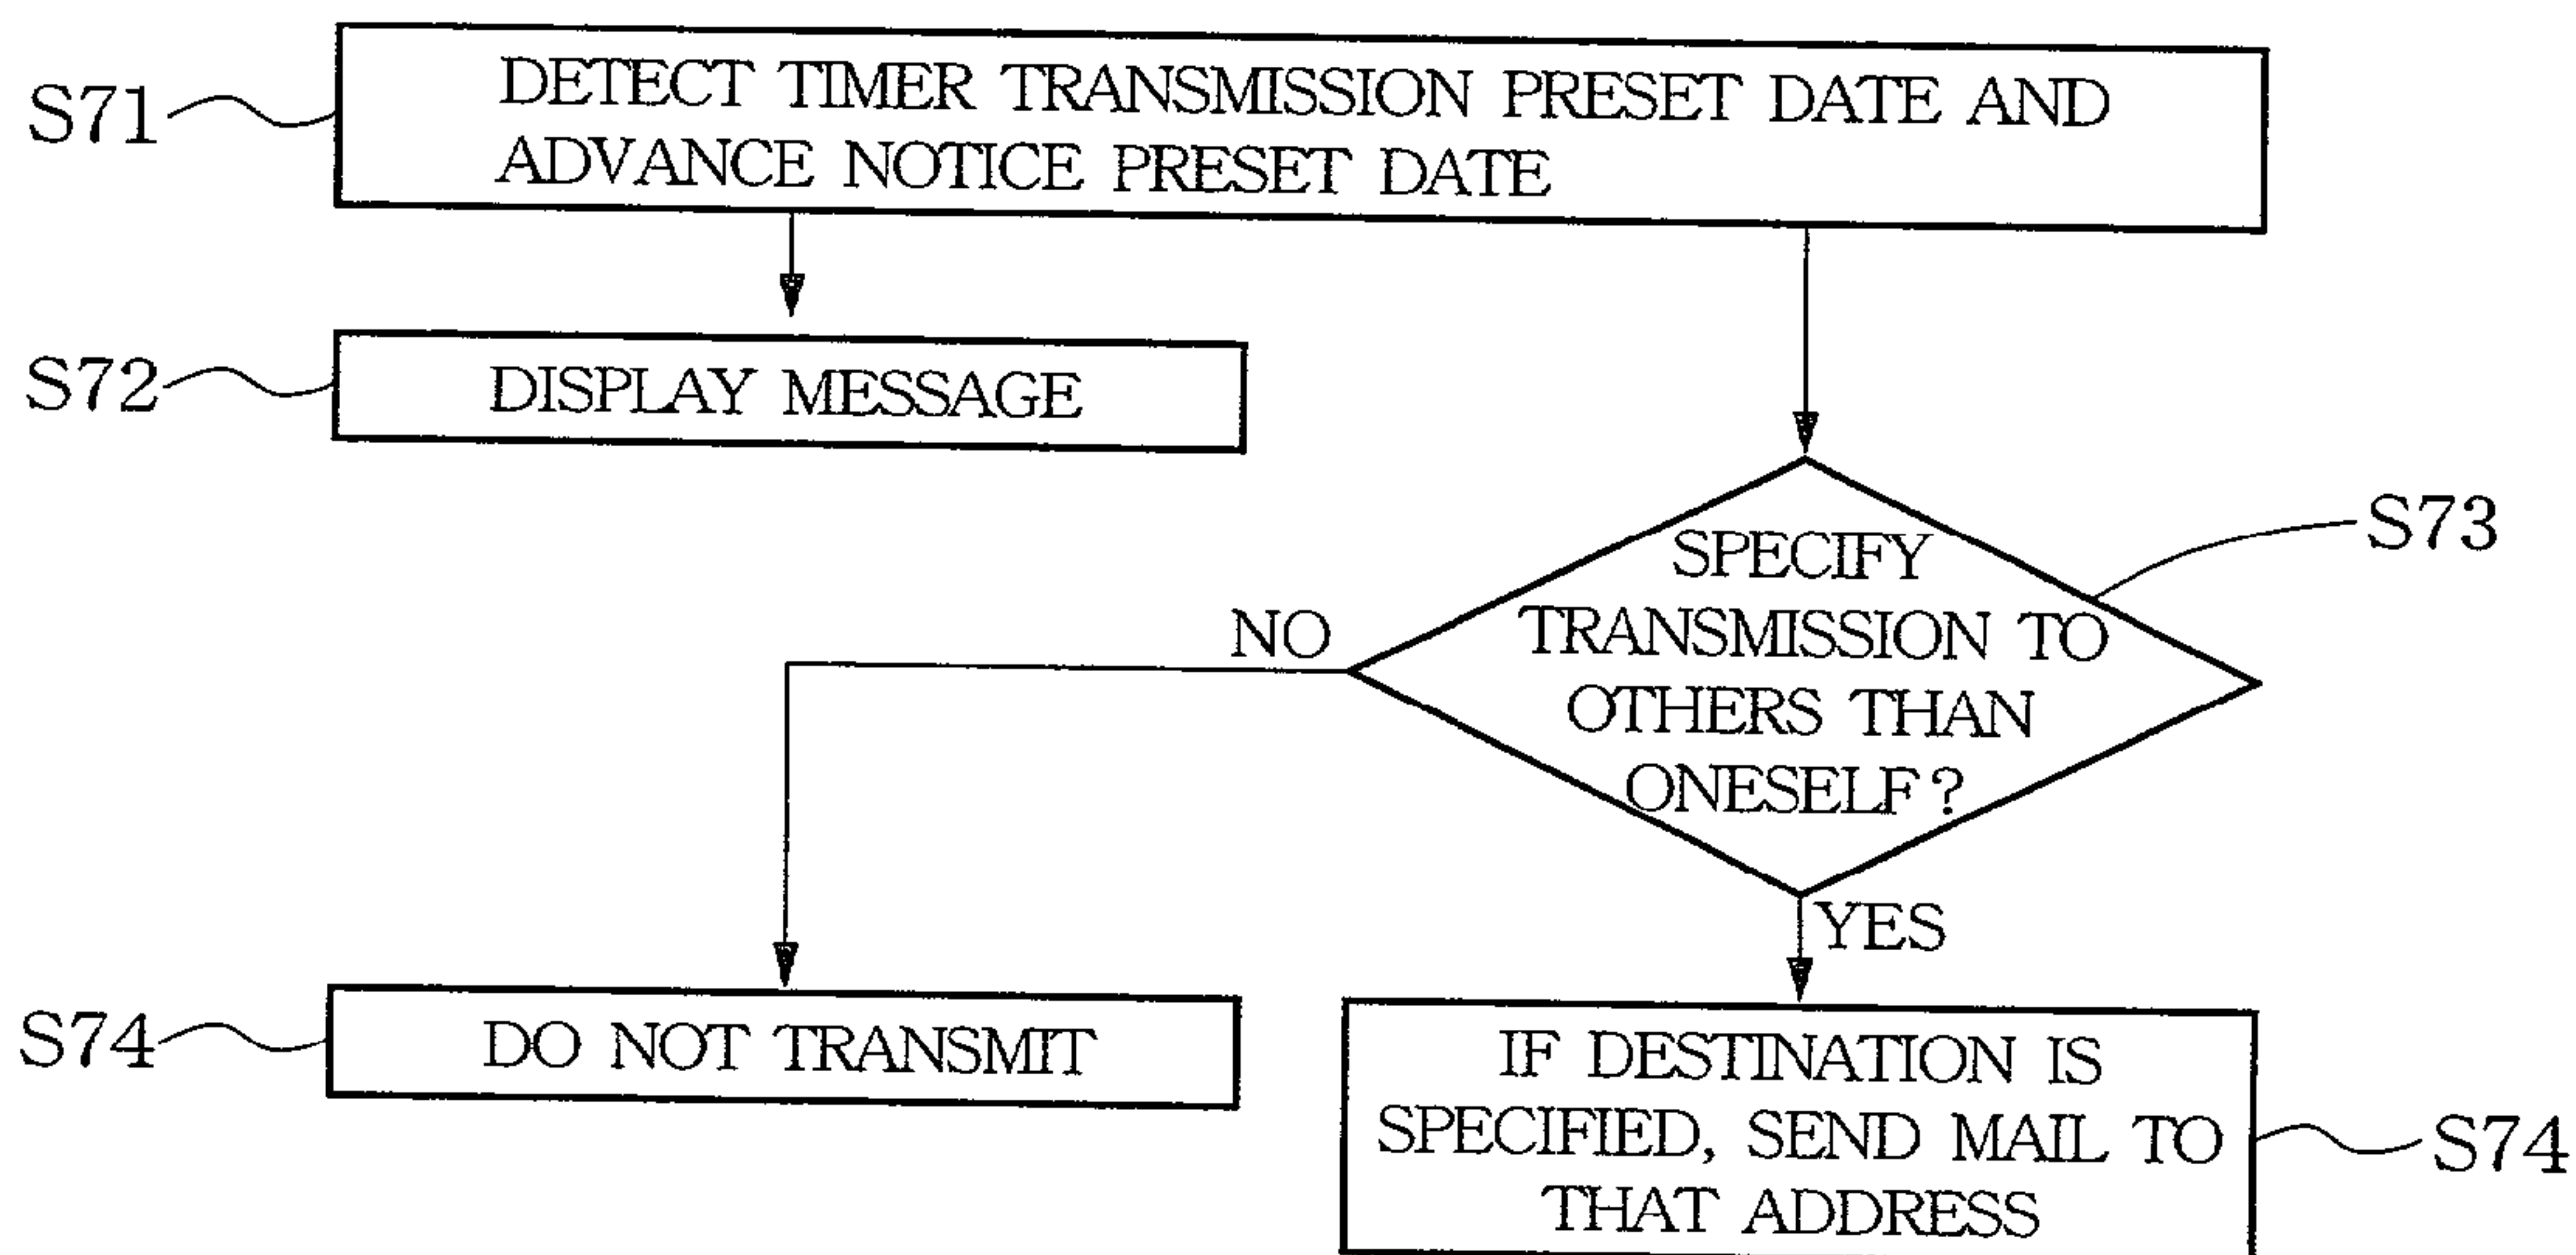 S71
DETECT TIMER TRANSMISSION PRESET DATE AND
ADVANCE NOTICE PRESET DATE
S72
DISPLAY MESSAGE
S73
SPECIFY
TRANSMISSION TO
OTHERS THAN
ONESELF?
NO
YES
S74
DO NOT TRANSMIT
IF DESTINATION IS
SPECIFIED, SEND MAIL TO
THAT ADDRESS
S74